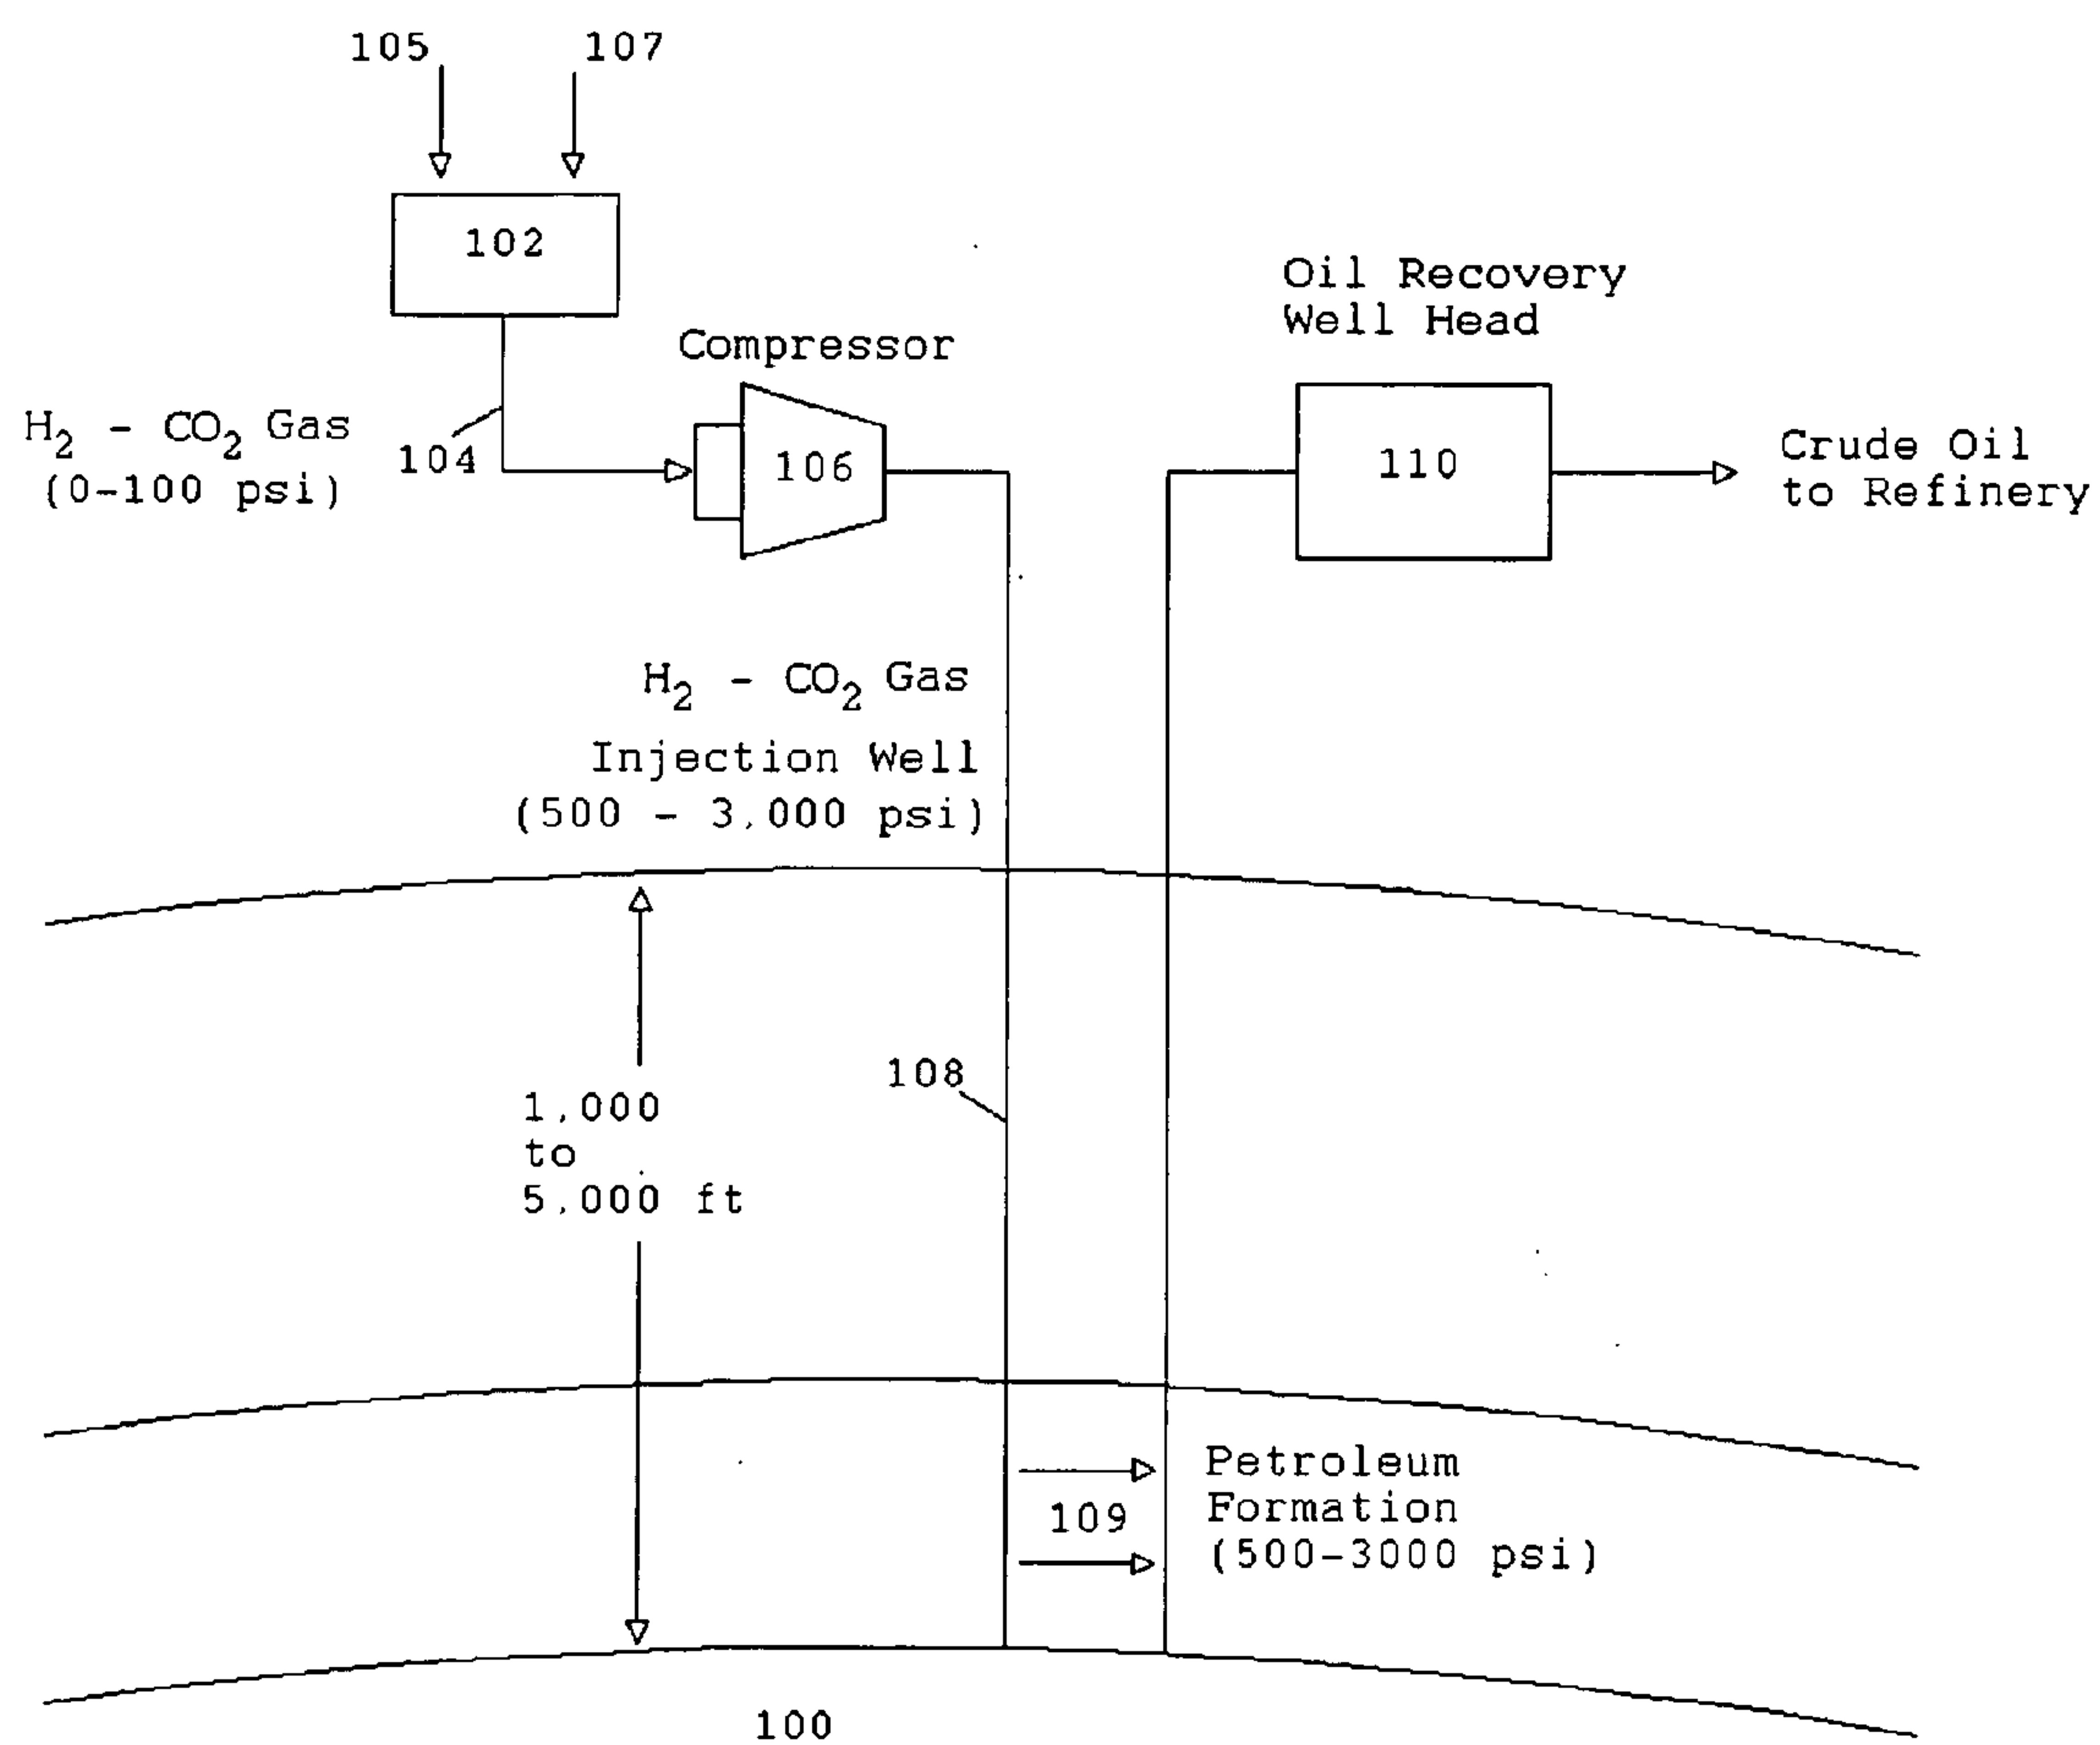 105
107
102
Oil Recovery
Well Head
Compressor
H2 - CO2 Gas
(0-100 psi)
104
106
110
Crude Oil
to Refinery
H2 - CO2 Gas
Injection Well
(500 - 3,000 psi)
108
1,000
to
5,000 ft
Petroleum
Formation
(500-3000 psi)
109
100